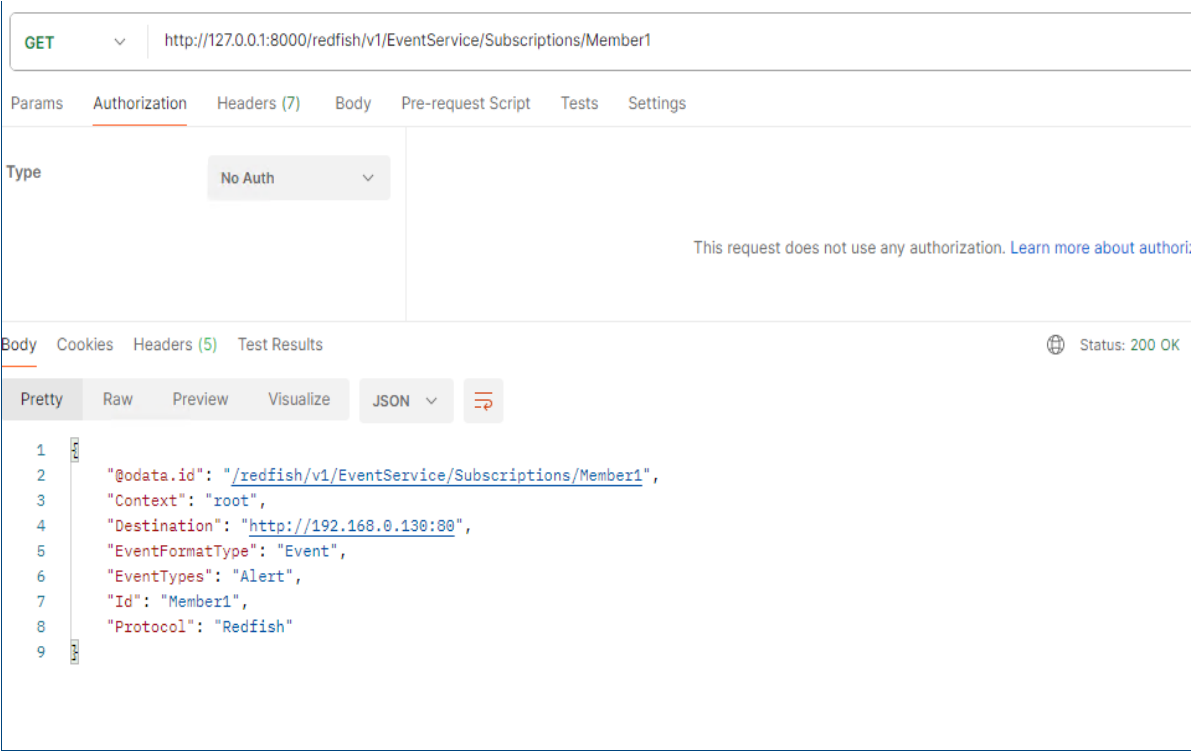 GET http://127.0.0.1:8000/redfish/v1/EventService/Subscriptions/Member1
Params Authorization Headers (7) Body Pre-request Script Tests Settings
Type No Auth
This request does not use any authorization. Learn more about authoriz
Body Cookies Headers (5) Test Results Status: 200 OK
Pretty Raw Preview Visualize JSON
1 {
2 "@odata.id": "/redfish/v1/EventService/Subscriptions/Member1",
3 "Context": "root",
4 "Destination": "http://192.168.0.130:80",
5 "EventFormatType": "Event",
6 "EventTypes": "Alert",
7 "Id": "Member1",
8 "Protocol": "Redfish"
9 }